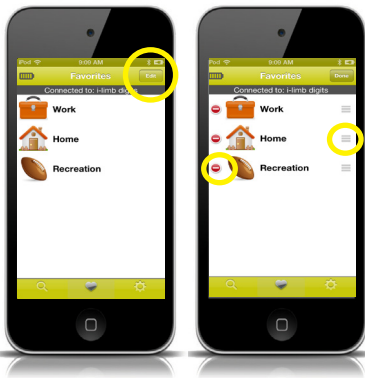 iPod 9:00 AM
Favorites Edit
Connected to: i-limb digits
Work
Home
Recreation
iPod 9:00 AM
Favorites Done
Connected to: i-limb digits
Work
Home
Recreation